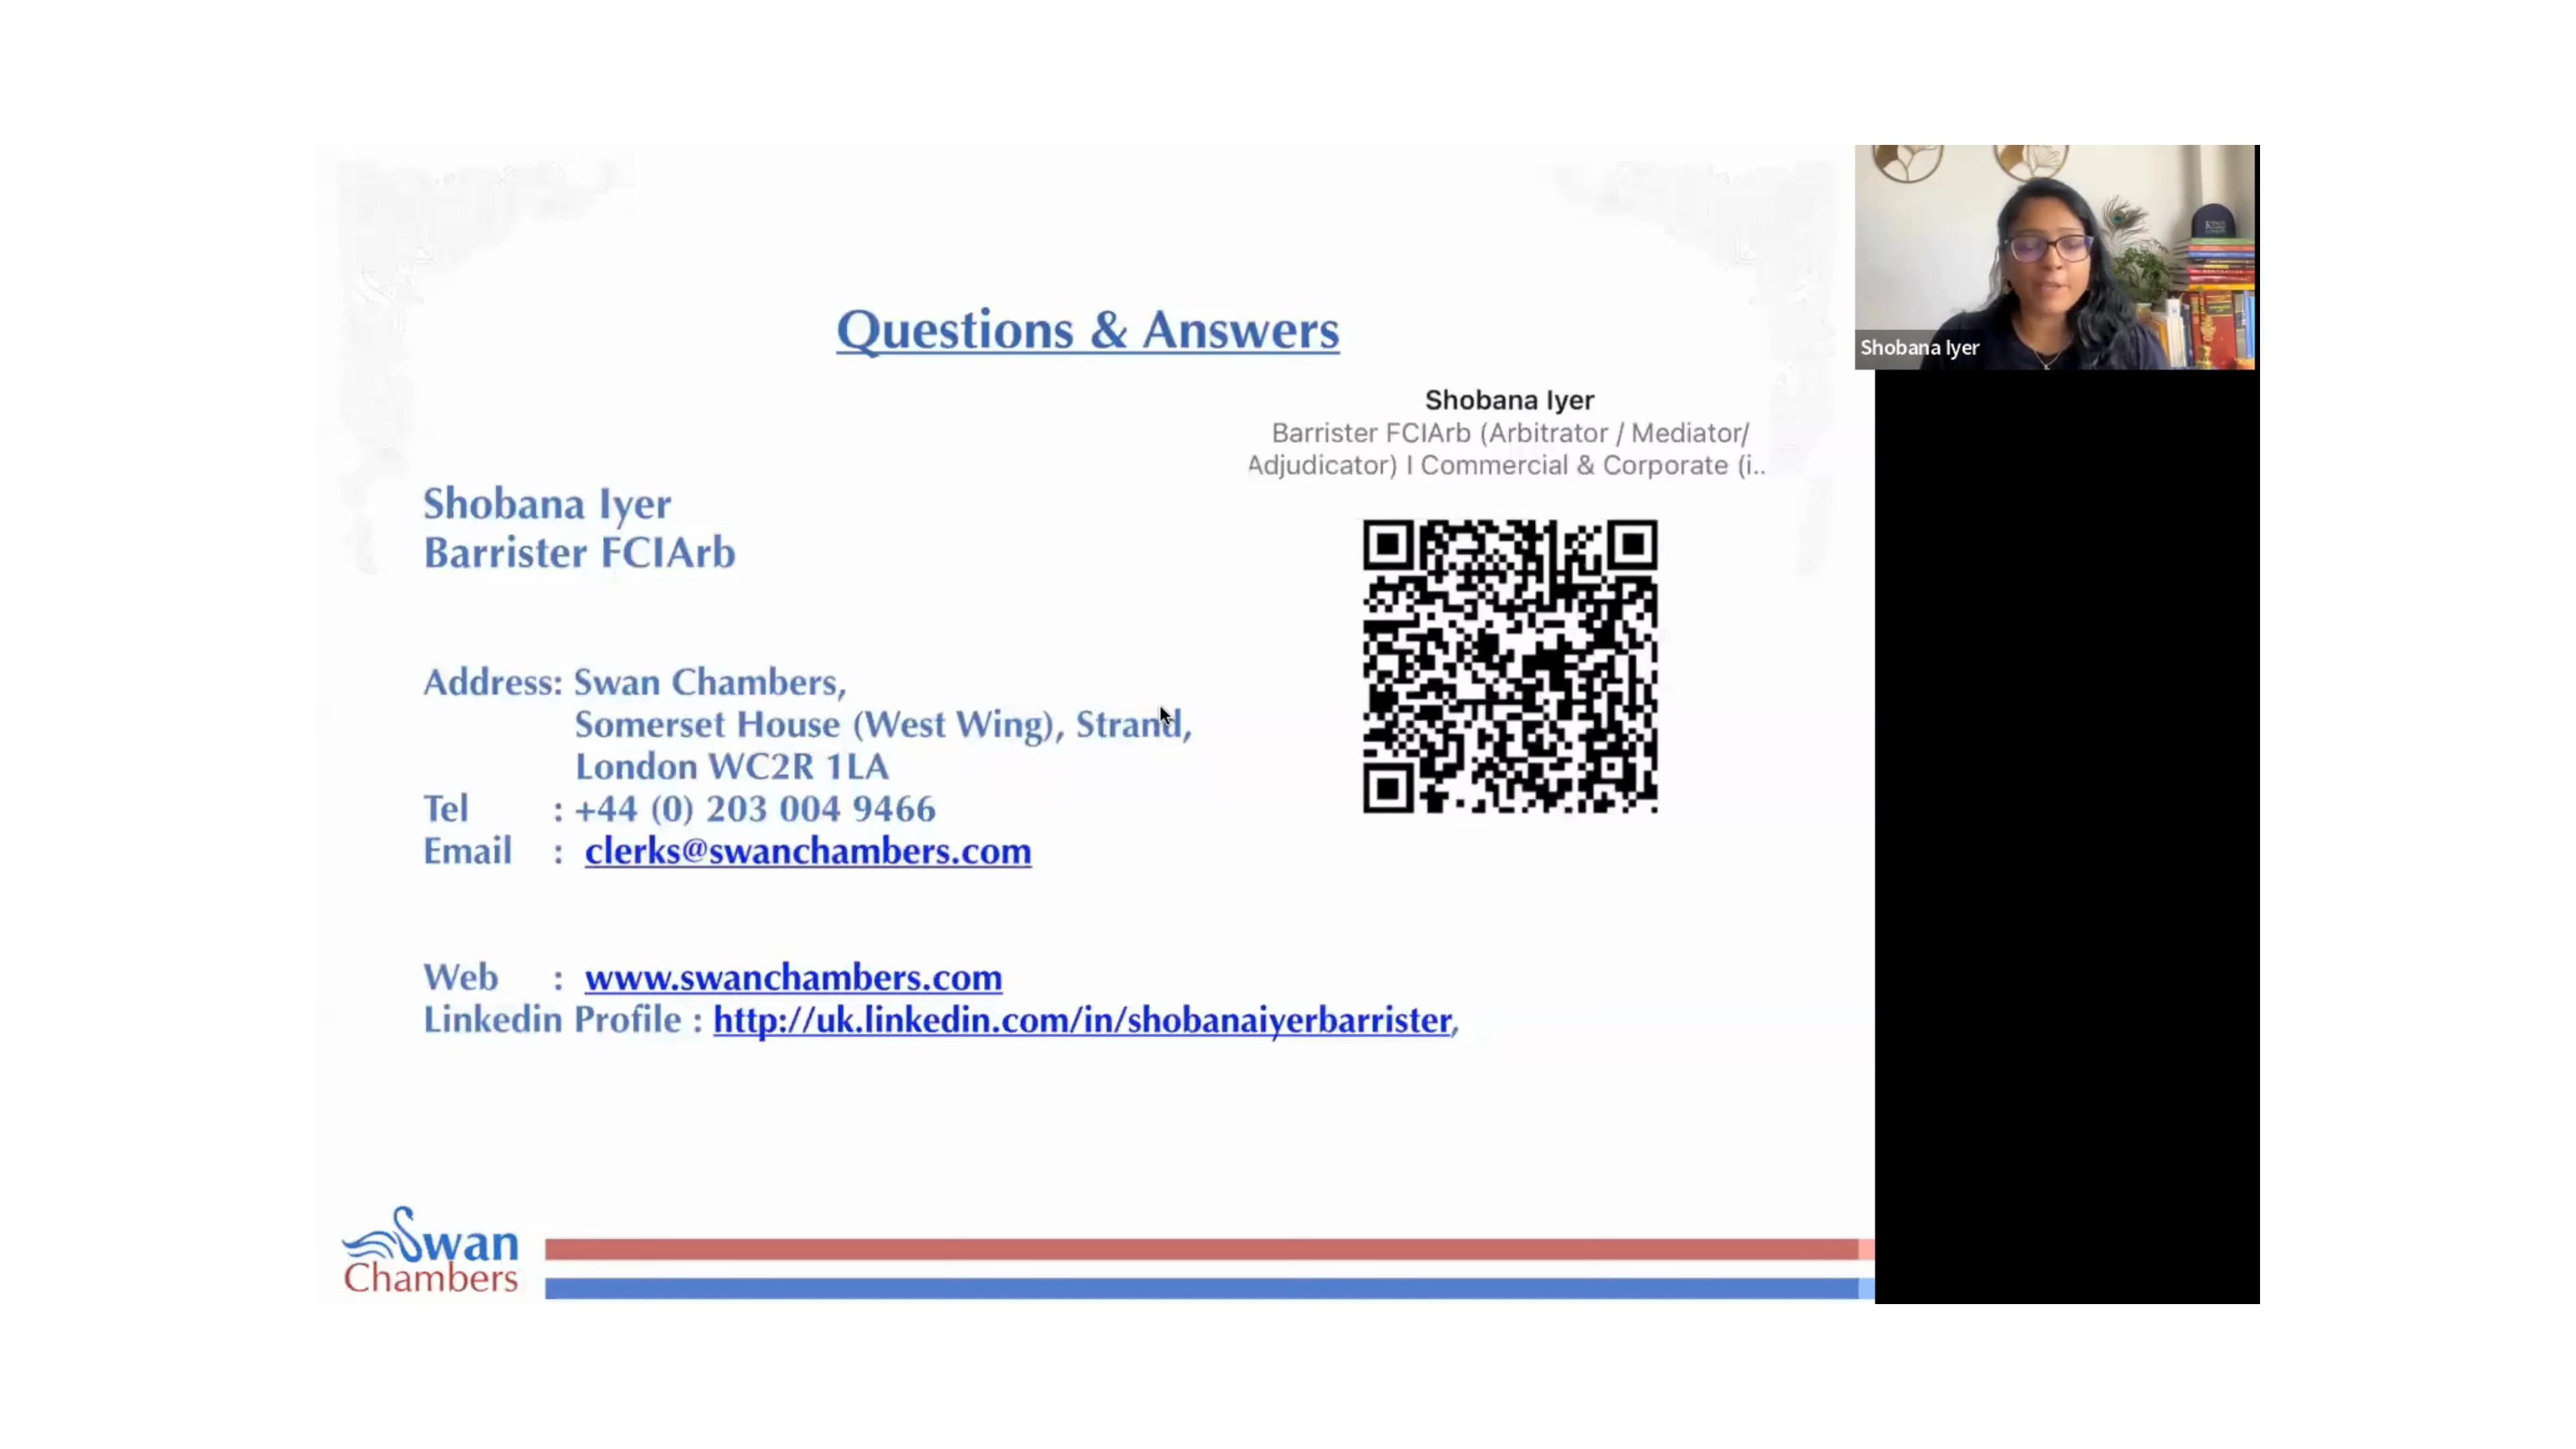 Questions & Answers
Shobana Iyer
Barrister FCIArb (Arbitrator / Mediator/
Adjudicator) I Commercial & Corporate (i..
Shobana Iyer
Barrister FCIArb
Address: Swan Chambers,
Somerset House (West Wing), Strand,
London WC2R 1LA
Tel : +44 (0) 203 004 9466
Email : clerks@swanchambers.com
Web : www.swanchambers.com
Linkedin Profile : http://uk.linkedin.com/in/shobanaiyerbarrister,
Swan
Chambers
Shobana Iyer